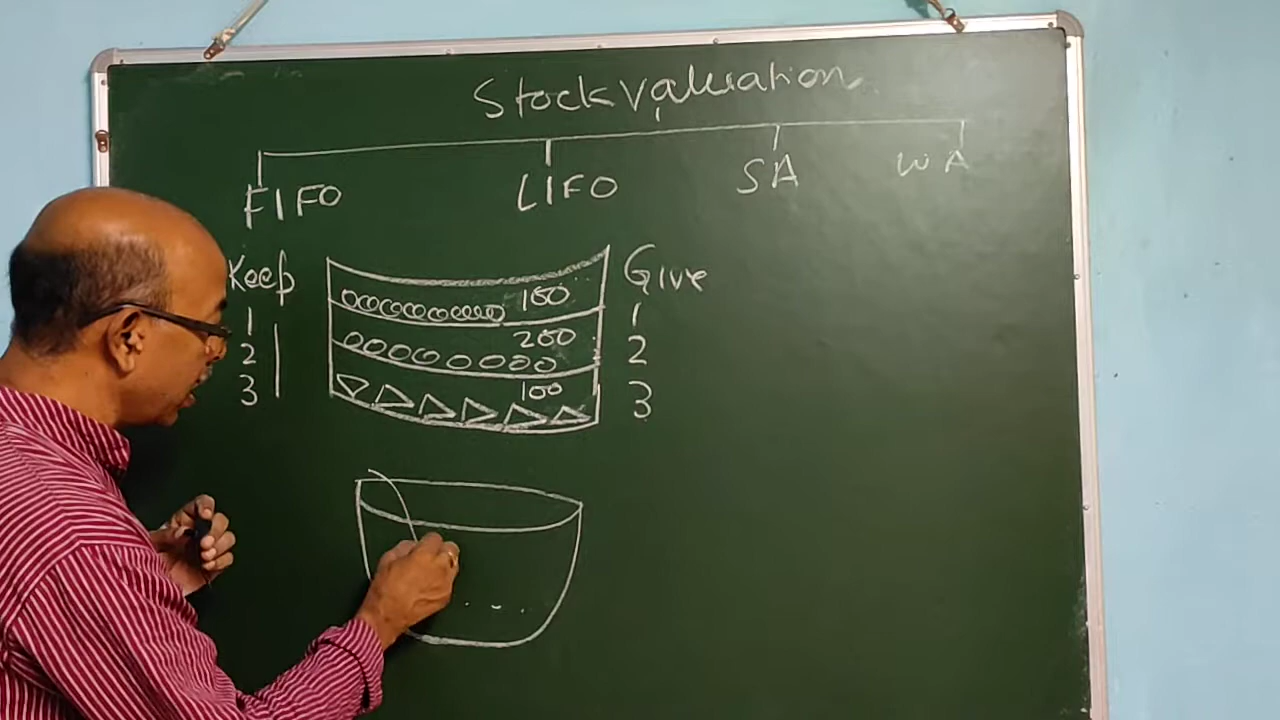 Stock valuation
FIFO LIFO SA WA
Keep Give
1 100 1
2 200 2
3 100 3